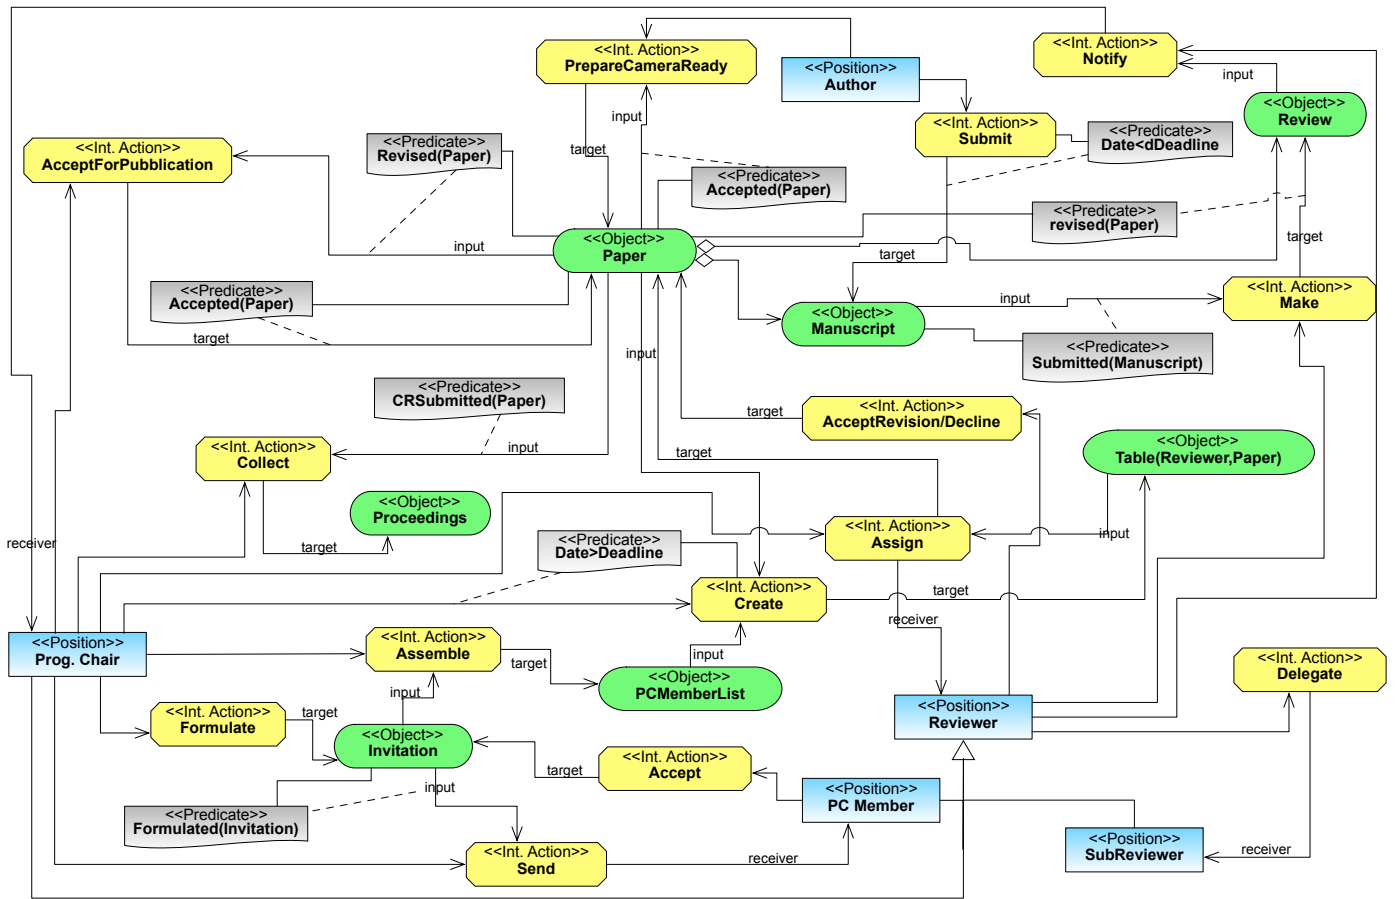 <<Int. Action>>
PrepareCameraReady
<<Position>>
Author
<<Int. Action>>
Notify
input
<<Object>>
Review
<<Int. Action>>
AcceptForPubblication
<<Predicate>>
Revised(Paper)
target
input
<<Int. Action>>
Submit
<<Predicate>>
Date<dDeadline
<<Predicate>>
Accepted(Paper)
<<Predicate>>
revised(Paper)
<<Object>>
Paper
input
target
target
<<Predicate>>
Accepted(Paper)
target
<<Object>>
Manuscript
input
<<Int. Action>>
Make
<<Predicate>>
Submitted(Manuscript)
input
<<Predicate>>
CRSubmitted(Paper)
target
<<Int. Action>>
AcceptRevision/Decline
<<Int. Action>>
Collect
input
target
<<Object>>
Table(Reviewer,Paper)
<<Object>>
Proceedings
target
receiver
<<Predicate>>
Date>Deadline
<<Int. Action>>
Assign
input
<<Int. Action>>
Create
target
receiver
<<Position>>
Prog. Chair
<<Int. Action>>
Assemble
target
input
<<Object>>
PCMemberList
<<Int. Action>>
Delegate
input
<<Int. Action>>
Formulate
target
<<Object>>
Invitation
<<Position>>
Reviewer
target
<<Int. Action>>
Accept
input
<<Position>>
PC Member
<<Predicate>>
Formulated(Invitation)
<<Int. Action>>
Send
receiver
<<Position>>
SubReviewer
receiver